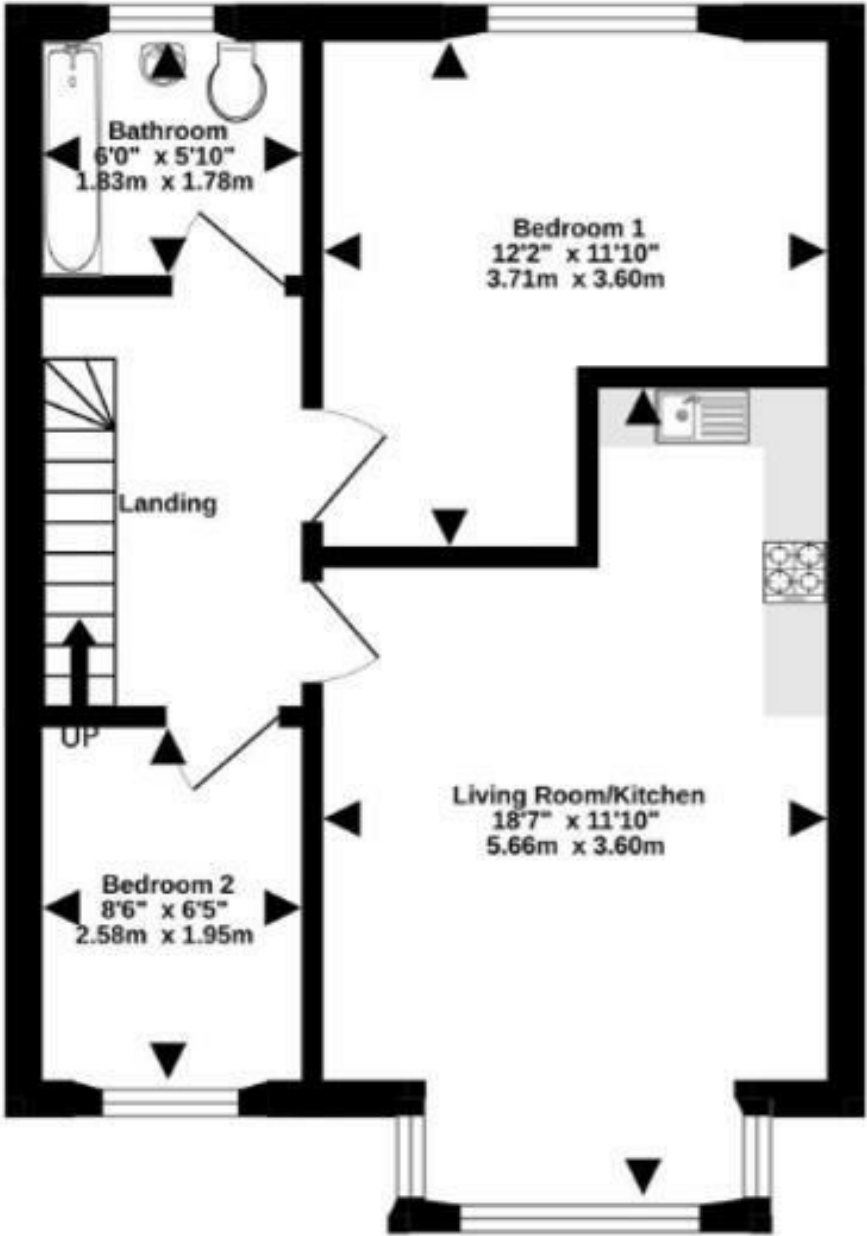 Bathroom
6'0" x 5'10"
1.83m x 1.78m
Bedroom 1
12'2" x 11'10"
3.71m x 3.60m
Landing
UP
Living Room/Kitchen
18'7" x 11'10"
5.66m x 3.60m
Bedroom 2
8'6" x 6'5"
2.58m x 1.95m